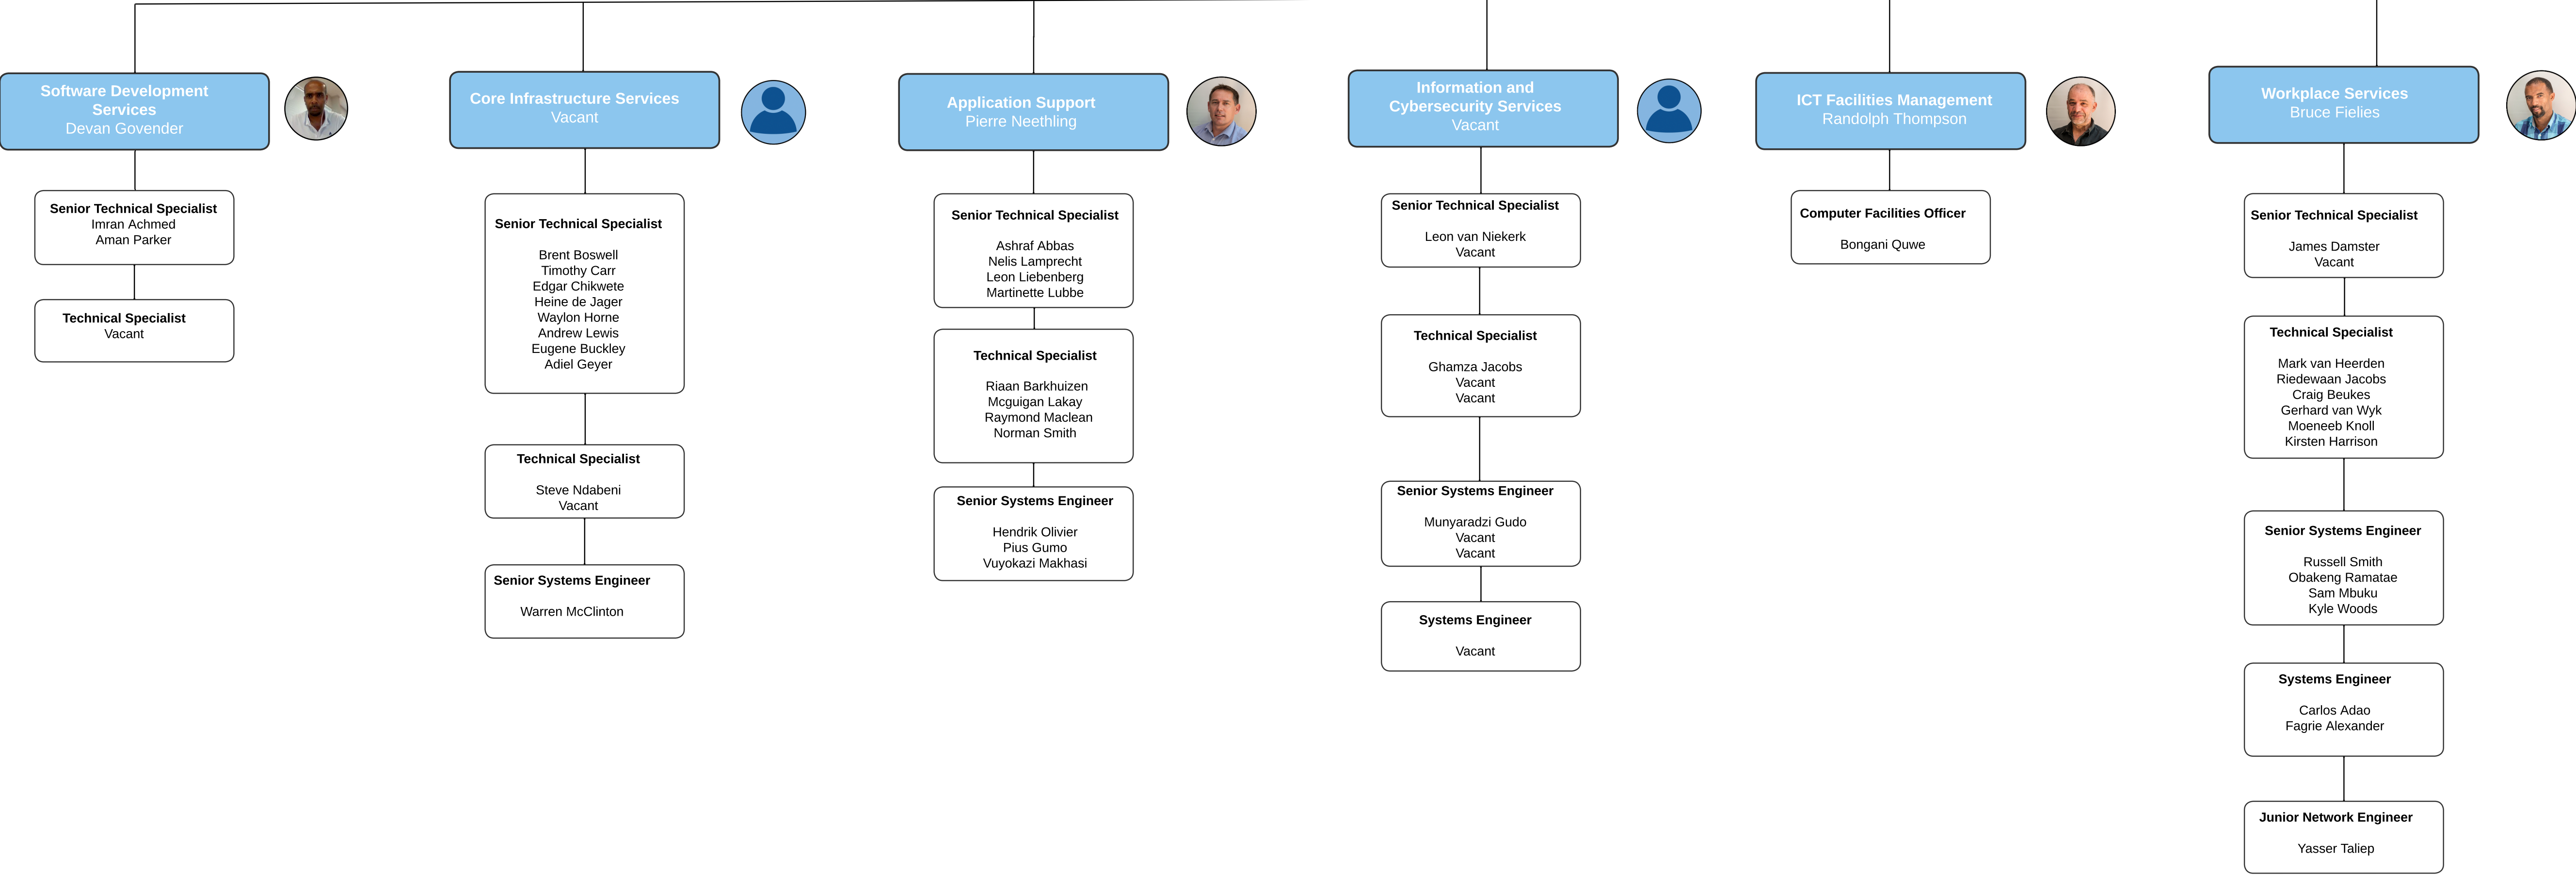 Software Development
Services
Devan Govender
Senior Technical Specialist
Imran Achmed
Aman Parker
Technical Specialist
Vacant
Core Infrastructure Services
Vacant
Senior Technical Specialist
Brent Boswell
Timothy Carr
Edgar Chikwete
Heine de Jager
Waylon Horne
Andrew Lewis
Eugene Buckley
Adiel Geyer
Technical Specialist
Steve Ndabeni
Vacant
Senior Systems Engineer
Warren McClinton
Application Support
Pierre Neethling
Senior Technical Specialist
Ashraf Abbas
Nelis Lamprecht
Leon Liebenberg
Martinette Lubbe
Technical Specialist
Riaan Barkhuizen
Mcguigan Lakay
Raymond Maclean
Norman Smith
Senior Systems Engineer
Hendrik Olivier
Pius Gumo
Vuyokazi Makhasi
Information and
Cybersecurity Services
Vacant
Senior Technical Specialist
Leon van Niekerk
Vacant
Technical Specialist
Ghamza Jacobs
Vacant
Vacant
Senior Systems Engineer
Munyaradzi Gudo
Vacant
Vacant
Systems Engineer
Vacant
ICT Facilities Management
Randolph Thompson
Computer Facilities Officer
Bongani Quwe
Workplace Services
Bruce Fielies
Senior Technical Specialist
James Damster
Vacant
Technical Specialist
Mark van Heerden
Riedewaan Jacobs
Craig Beukes
Gerhard van Wyk
Moeneeb Knoll
Kirsten Harrison
Senior Systems Engineer
Russell Smith
Obakeng Ramatae
Sam Mbuku
Kyle Woods
Systems Engineer
Carlos Adao
Fagrie Alexander
Junior Network Engineer
Yasser Taliep